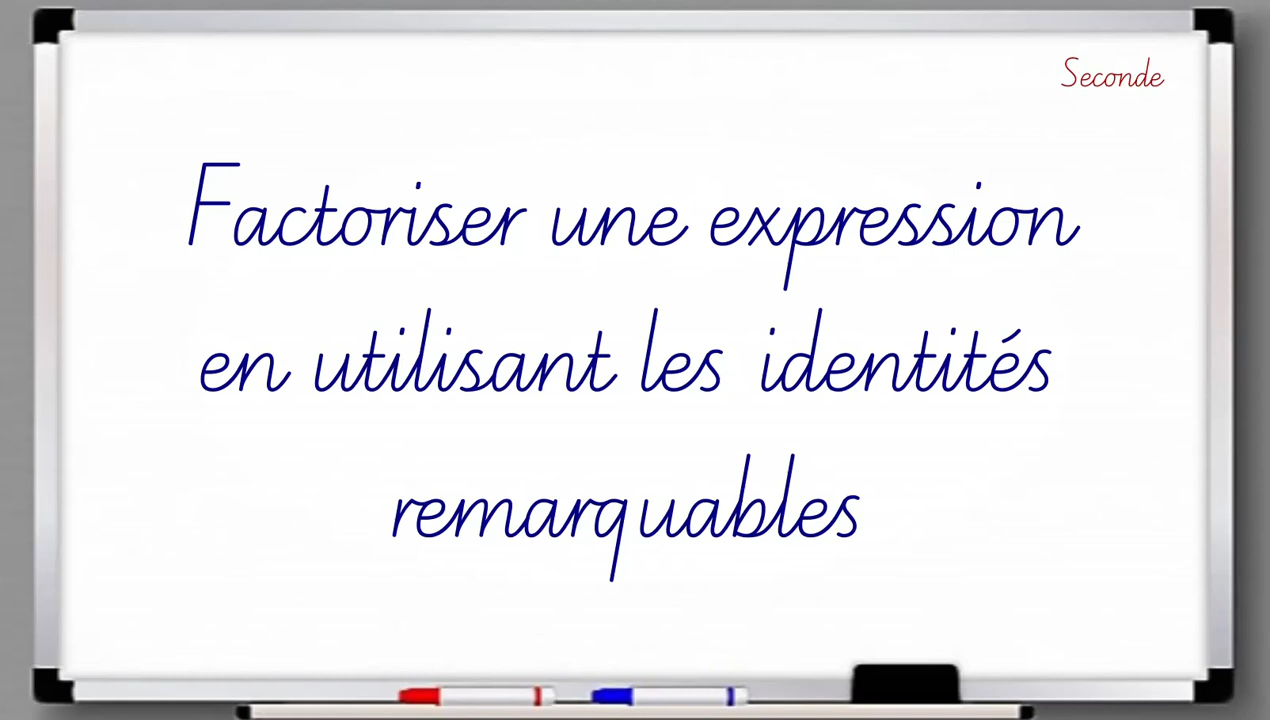 Seconde
Factoriser une expression
en utilisant les identités
remarquables